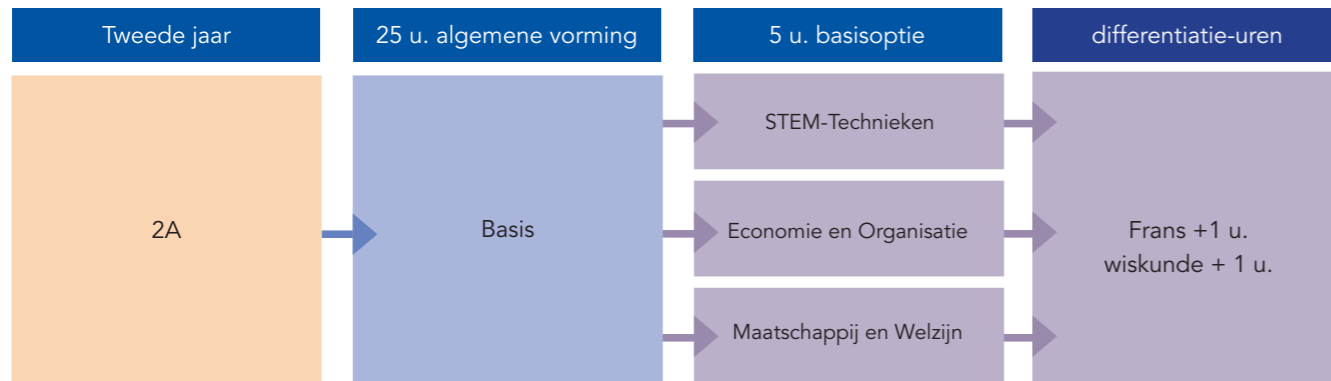 Tweede jaar
25 u. algemene vorming
5 u. basisoptie
differentiatie-uren
2A
Basis
STEM-Technieken
Economie en Organisatie
Maatschappij en Welzijn
Frans +1 u.
wiskunde + 1 u.